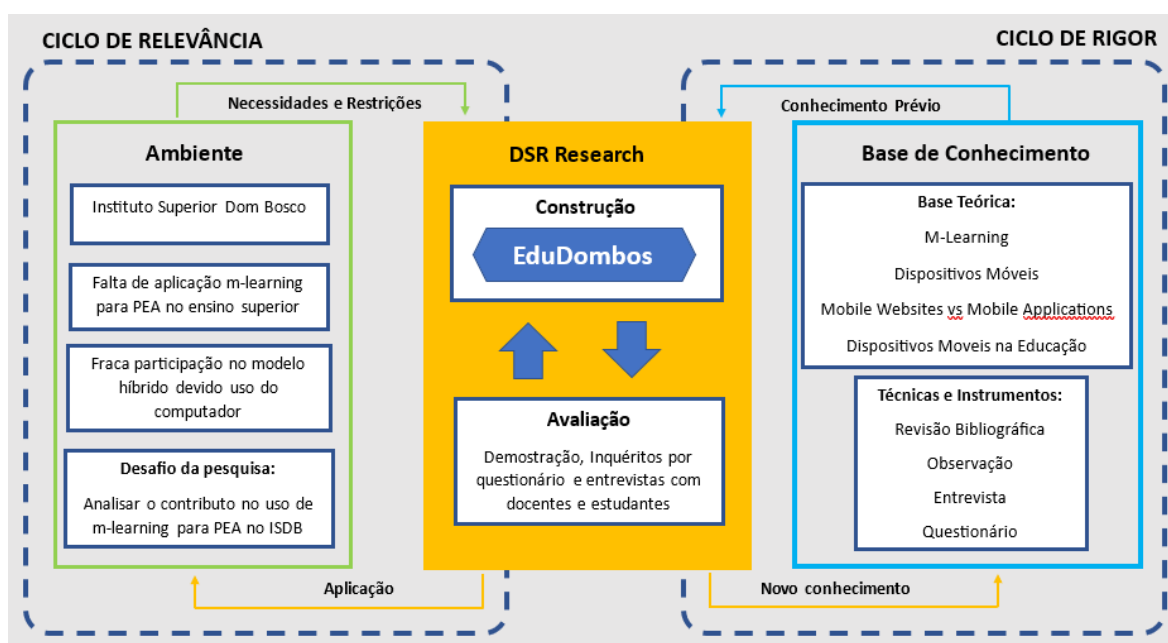 CICLO DE RELEVÂNCIA
CICLO DE RIGOR
Necessidades e Restrições
Conhecimento Prévio
Ambiente
Instituto Superior Dom Bosco
Falta de aplicação m-learning
para PEA no ensino superior
Fraca participação no modelo
híbrido devido uso do
computador
Desafio da pesquisa:
Analisar o contributo no uso de
m-learning para PEA no ISDB
DSR Research
Construção
EduDombos
Avaliação
Demostração, Inquéritos por
questionário e entrevistas com
docentes e estudantes
Base de Conhecimento
Base Teórica:
M-Learning
Dispositivos Móveis
Mobile Websites vs Mobile Applications
Dispositivos Moveis na Educação
Técnicas e Instrumentos:
Revisão Bibliográfica
Observação
Entrevista
Questionário
Aplicação
Novo conhecimento